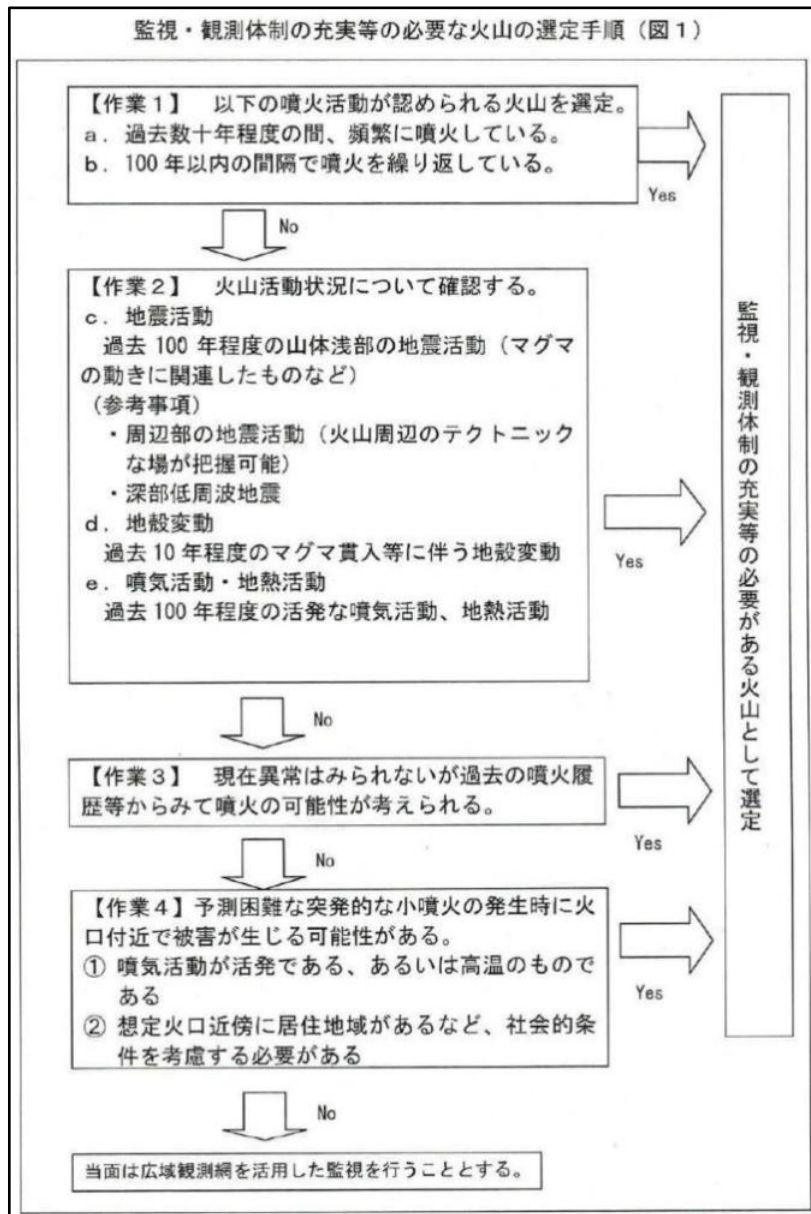 監視・観測体制の充実等の必要な火山の選定手順（図１）
【作業１】　以下の噴火活動が認められる火山を選定。
ａ．過去数十年程度の間、頻繁に噴火している。
ｂ．100年以内の間隔で噴火を繰り返している。
Yes
No
【作業２】　火山活動状況について確認する。
ｃ．地震活動
過去100年程度の山体浅部の地震活動（マグマ
の動きに関連したものなど）
（参考事項）
・周辺部の地震活動（火山周辺のテクトニック
な場が把握可能）
・深部低周波地震
ｄ．地殻変動
過去10年程度のマグマ貫入等に伴う地殻変動
ｅ．噴気活動・地熱活動
過去100年程度の活発な噴気活動、地熱活動
Yes
No
【作業３】　現在異常はみられないが過去の噴火履
歴等からみて噴火の可能性が考えられる。
Yes
No
【作業４】予測困難な突発的な小噴火の発生時に火
口付近で被害が生じる可能性がある。
① 噴気活動が活発である、あるいは高温のもので
ある
② 想定火口近傍に居住地域があるなど、社会的条
件を考慮する必要がある
Yes
No
当面は広域観測網を活用した監視を行うこととする。
監視・観測体制の充実等の必要がある火山として選定